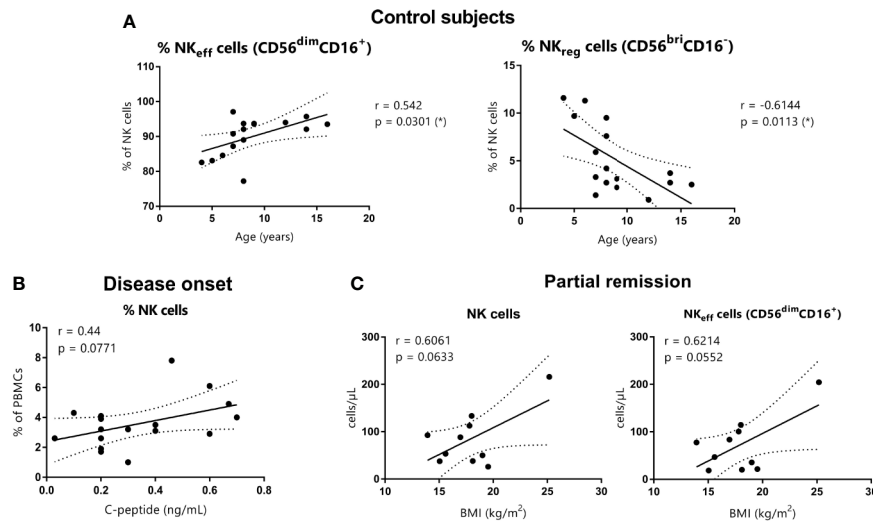 Control subjects
A
% NKeff cells (CD56dimCD16+)
% of NK cells
110
100
90
80
70
0
5
10
15
20
Age (years)
r = 0.542
p = 0.0301 (*)
% NKreg cells (CD56briCD16-)
% of NK cells
15
10
5
0
0
5
10
15
20
Age (years)
r = -0.6144
p = 0.0113 (*)
B
Disease onset
% NK cells
r = 0.44
p = 0.0771
% of PBMCs
10
8
6
4
2
0
0.0
0.2
0.4
0.6
0.8
C-peptide (ng/mL)
C
Partial remission
NK cells
r = 0.6061
p = 0.0633
cells/µL
300
200
100
0
10
15
20
25
30
BMI (kg/m2)
NKeff cells (CD56dimCD16+)
r = 0.6214
p = 0.0552
cells/µL
300
200
100
0
10
15
20
25
30
BMI (kg/m2)